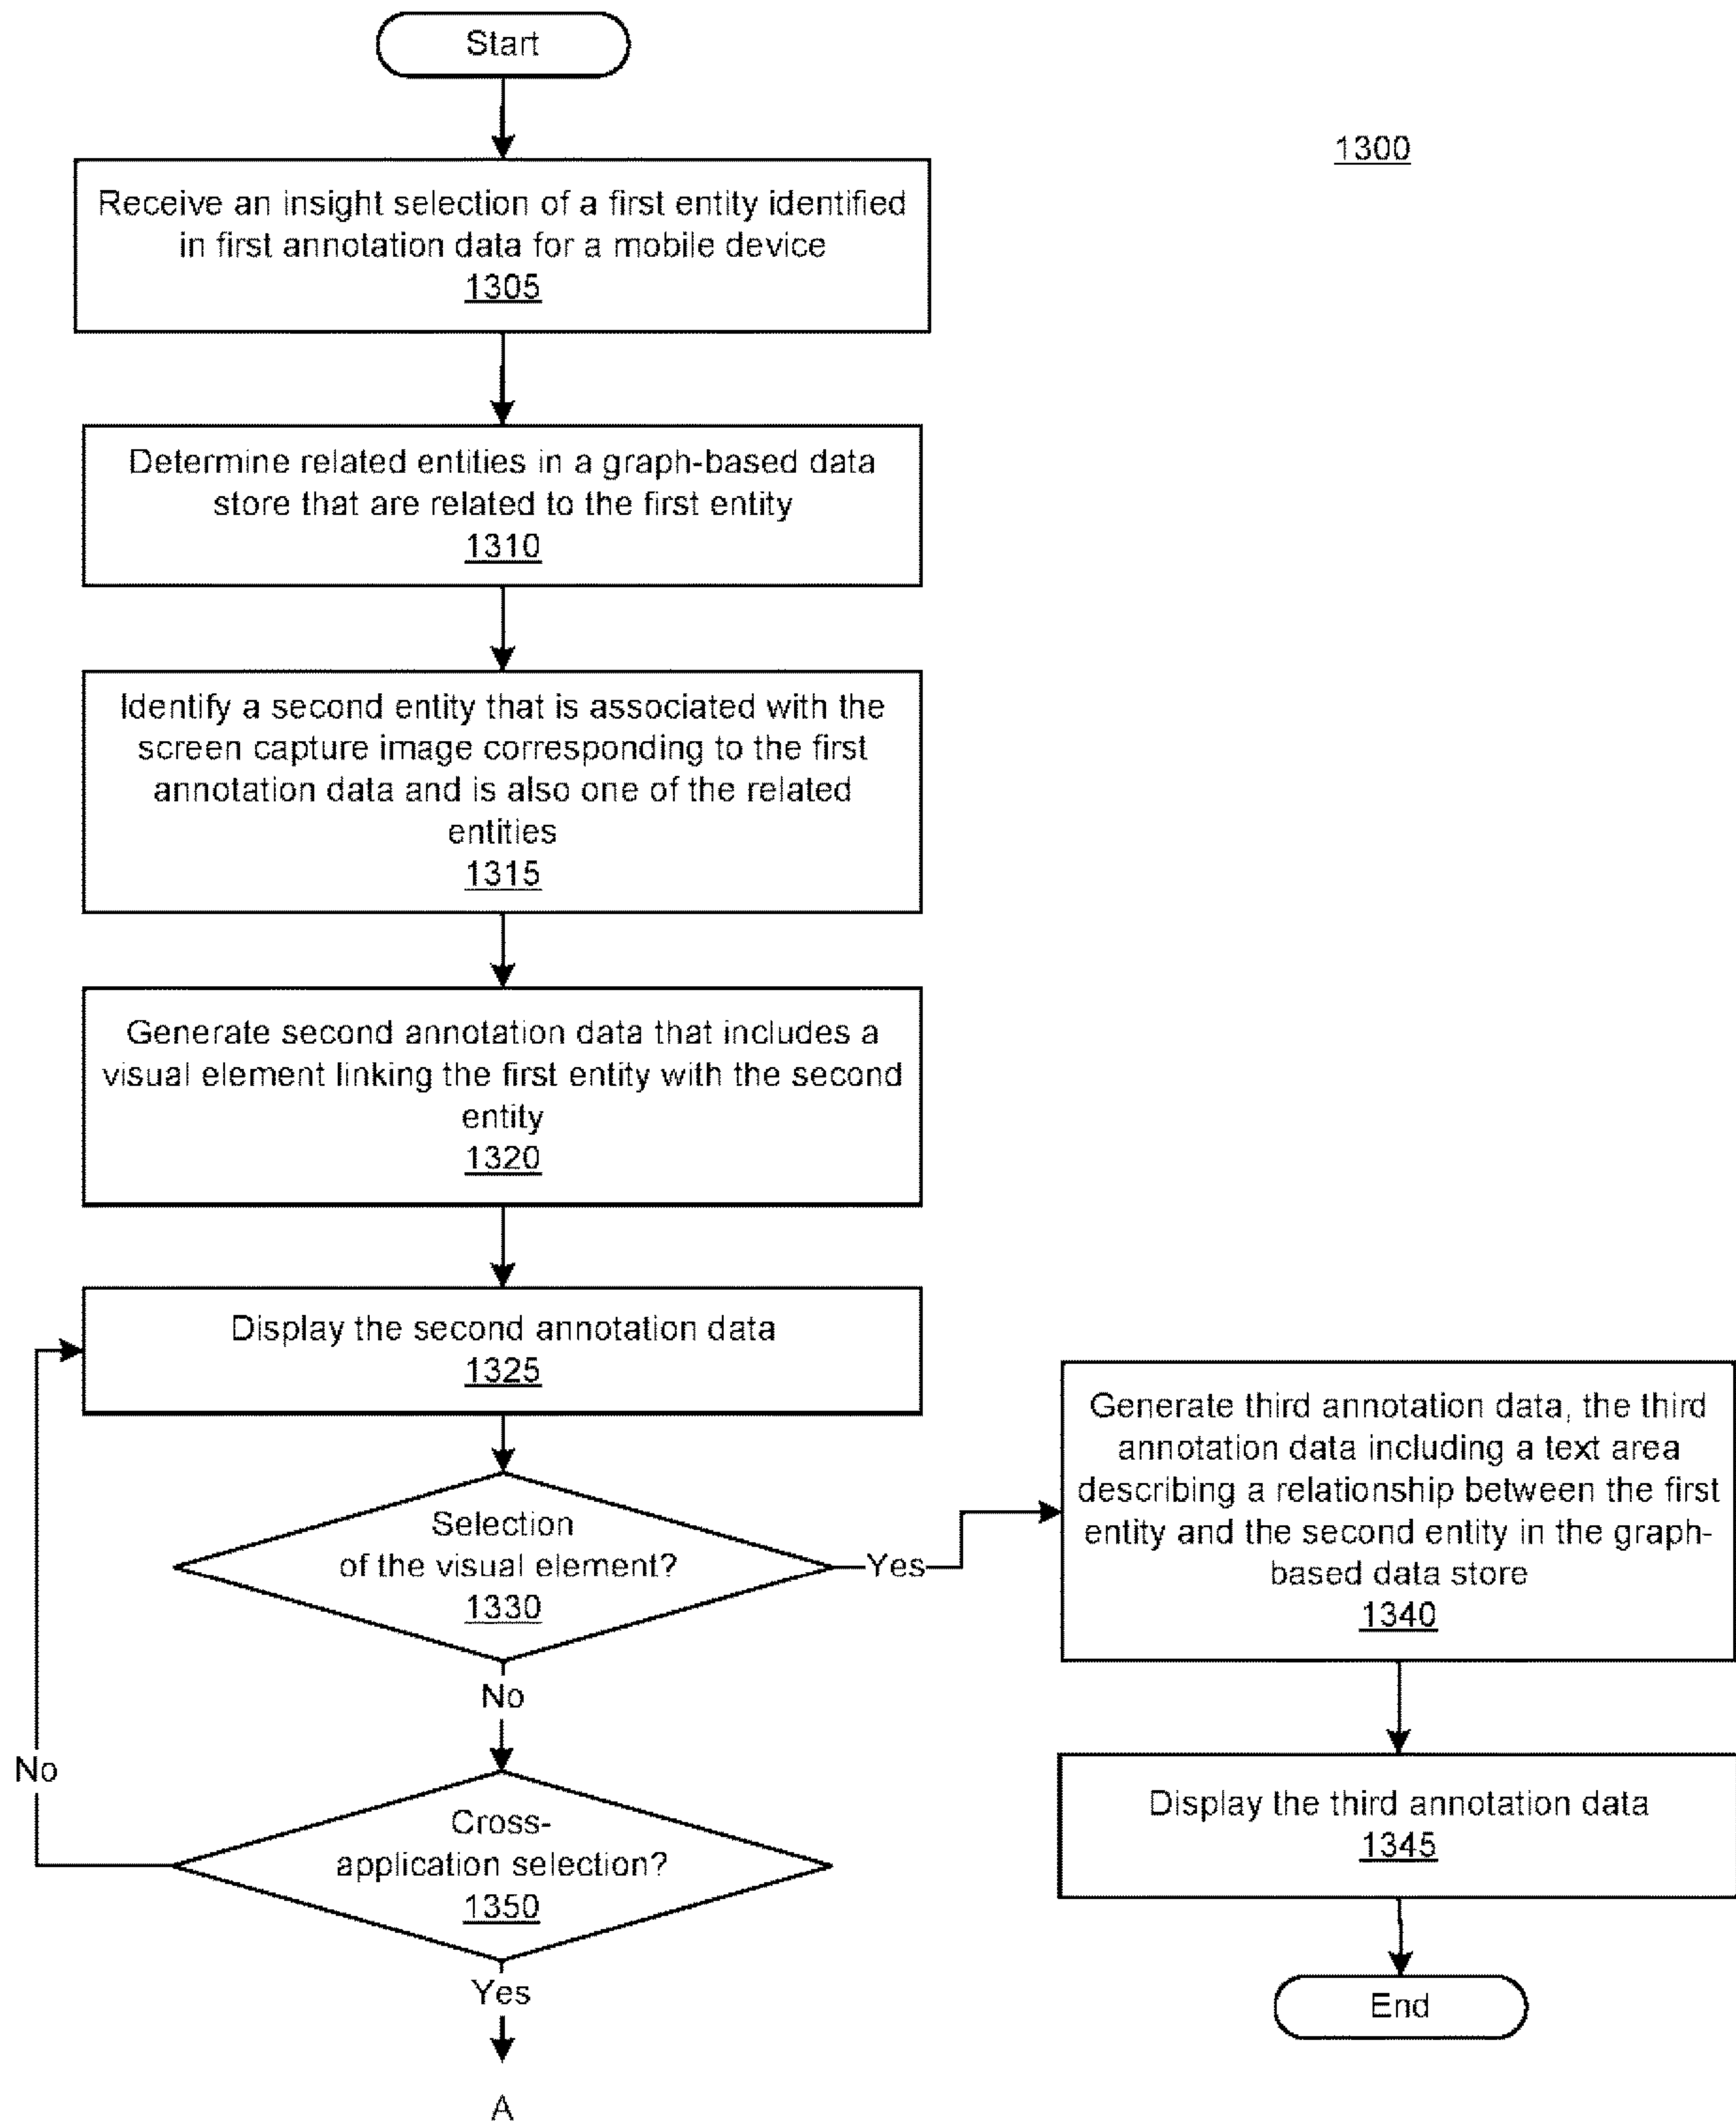 Start
1300
Receive an insight selection of a first entity identified
in first annotation data for a mobile device
1305
Determine related entities in a graph-based data
store that are related to the first entity
1310
Identify a second entity that is associated with the
screen capture image corresponding to the first
annotation data and is also one of the related
entities
1315
Generate second annotation data that includes a
visual element linking the first entity with the second
entity
1320
Display the second annotation data
1325
Selection
of the visual element?
1330
Yes
No
Generate third annotation data, the third
annotation data including a text area
describing a relationship between the first
entity and the second entity in the graph-
based data store
1340
Display the third annotation data
1345
End
Cross-
application selection?
1350
No
Yes
A